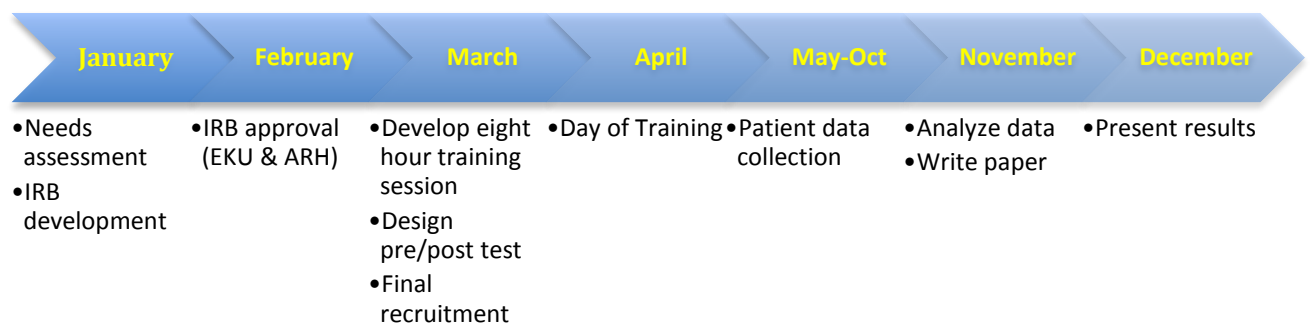 January
February
March
April
May-Oct
November
December
•Needs
assessment
•IRB
development
•IRB approval
(EKU & ARH)
•Develop eight
hour training
session
•Design
pre/post test
•Final
recruitment
•Day of Training
•Patient data
collection
•Analyze data
•Write paper
•Present results